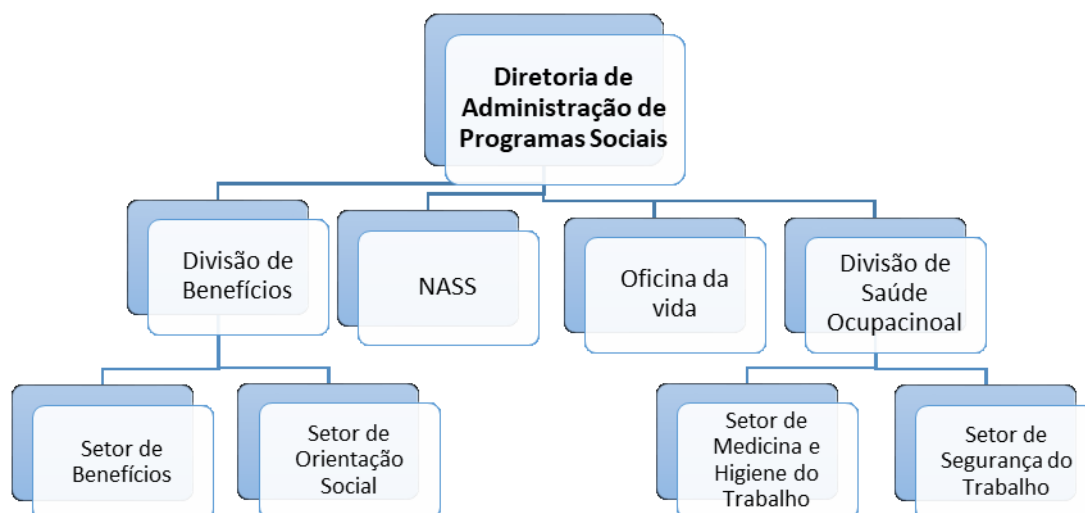 Diretoria de
Administração de
Programas Sociais
Divisão de
Benefícios
NASS
Oficina da
vida
Divisão de
Saúde
Ocupacinoal
Setor de
Benefícios
Setor de
Orientação
Social
Setor de
Medicina e
Higiene do
Trabalho
Setor de
Segurança do
Trabalho